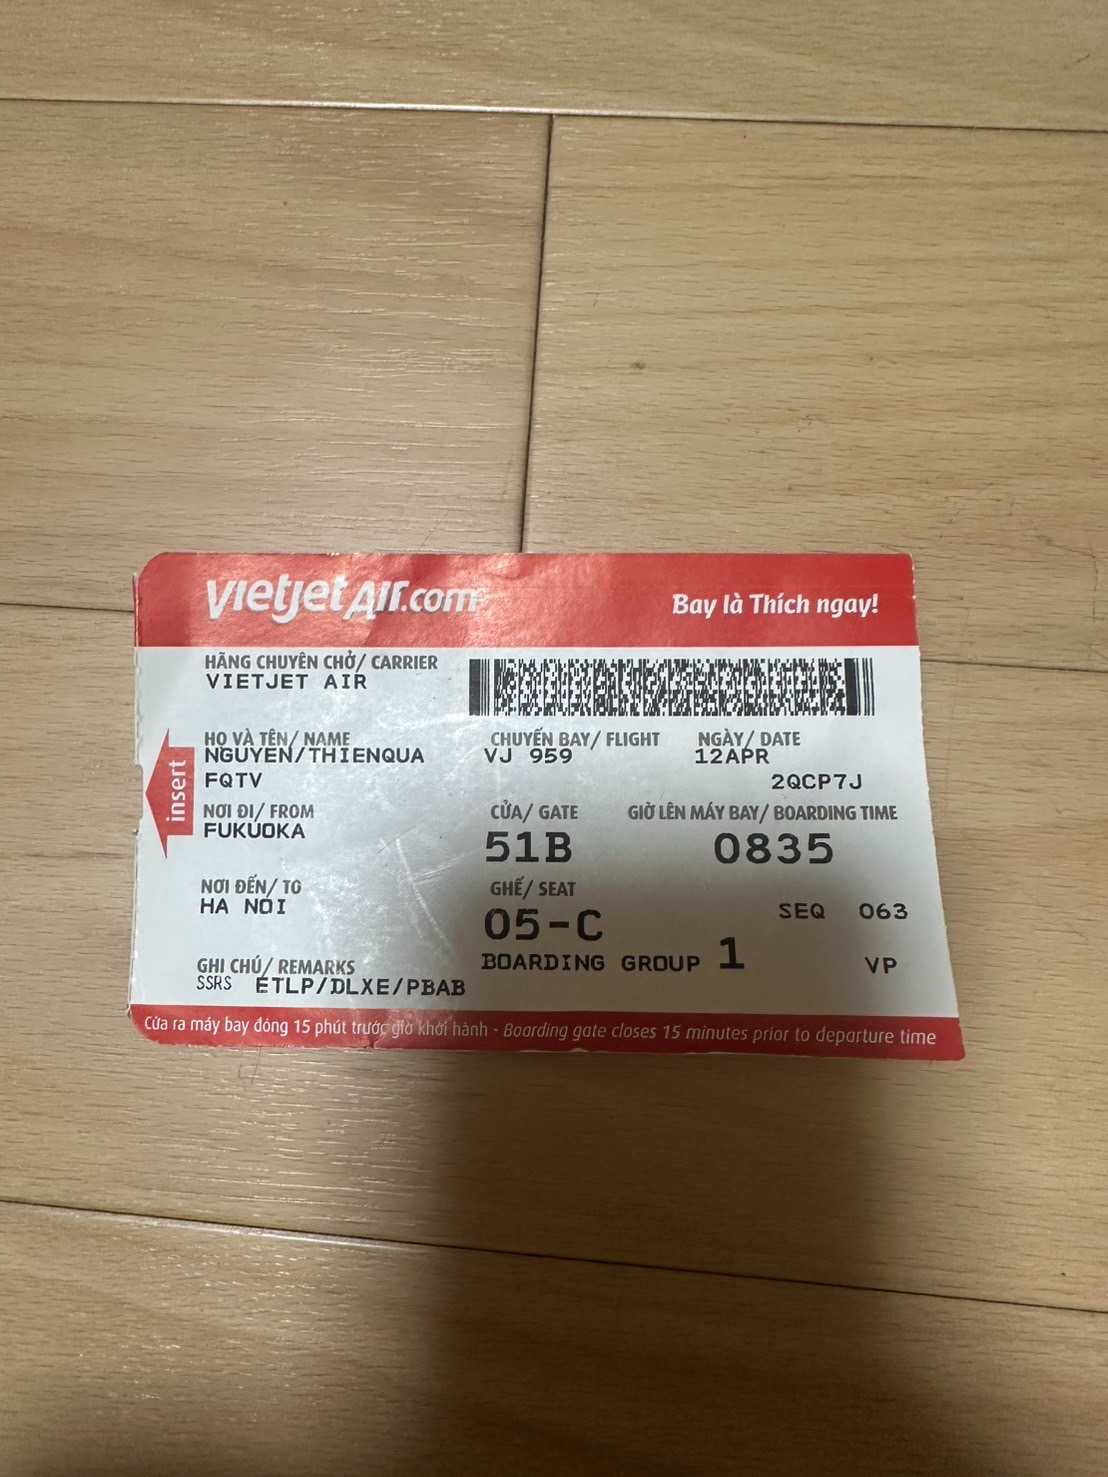 vietjet Air.com
Bay là Thích ngay!
HÃNG CHUYÊN CHỞ/ CARRIER
VIETJET AIR
HỌ VÀ TÊN/ NAME
NGUYEN/THIENQUA
CHUYẾN BAY/ FLIGHT
VJ 959
NGÀY/ DATE
12APR
FQTV
2QCP7J
NƠI ĐI/ FROM
FUKUOKA
CỬA/ GATE
51B
GIỜ LÊN MÁY BAY/ BOARDING TIME
0835
insert
NƠI ĐẾN/ TO
HA NOI
GHẾ/ SEAT
05-C
SEQ 063
BOARDING GROUP 1
VP
GHI CHÚ/ REMARKS
SSRS ETLP/DLXE/PBAB
Cửa ra máy bay đóng 15 phút trước giờ khởi hành - Boarding gate closes 15 minutes prior to departure time